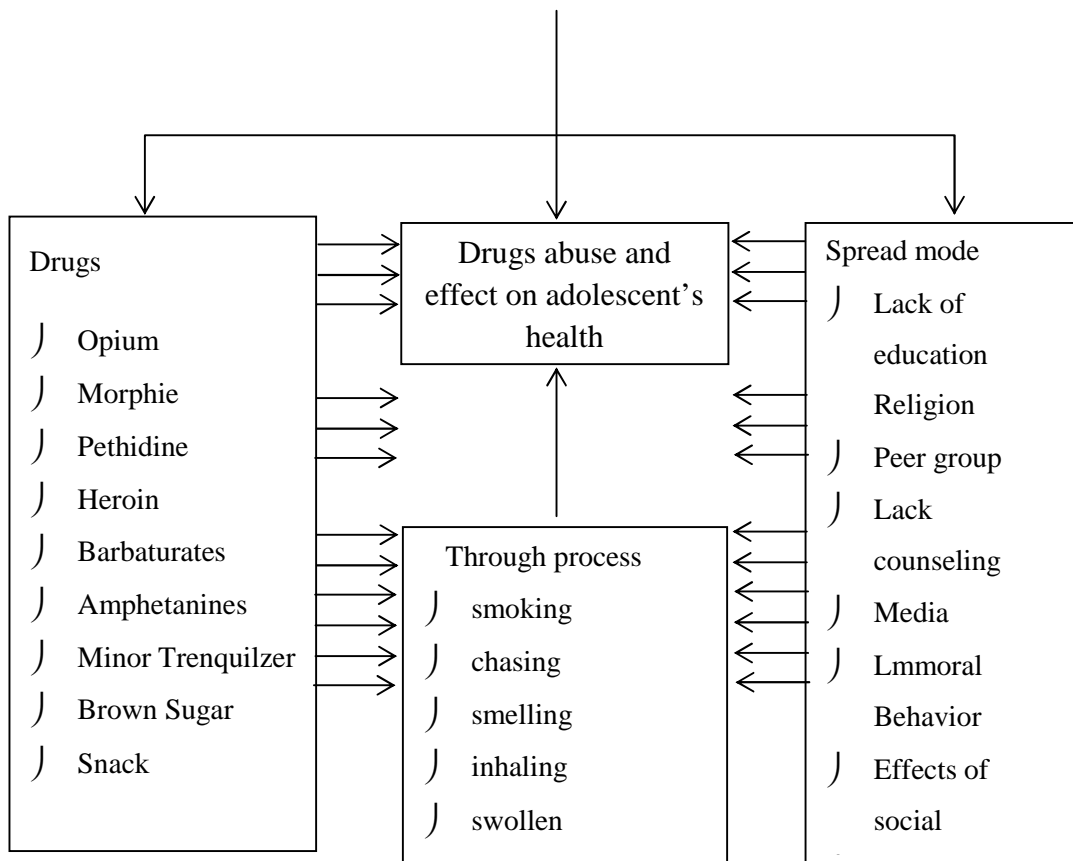 Drugs
Opium
Morphie
Pethidine
Heroin
Barbaturates
Amphetanines
Minor Trenquilzer
Brown Sugar
Snack
Drugs abuse and
effect on adolescent’s
health
Through process
smoking
chasing
smelling
inhaling
swollen
Spread mode
Lack of
education
Religion
Peer group
Lack
counseling
Media
Lmmoral
Behavior
Effects of
social